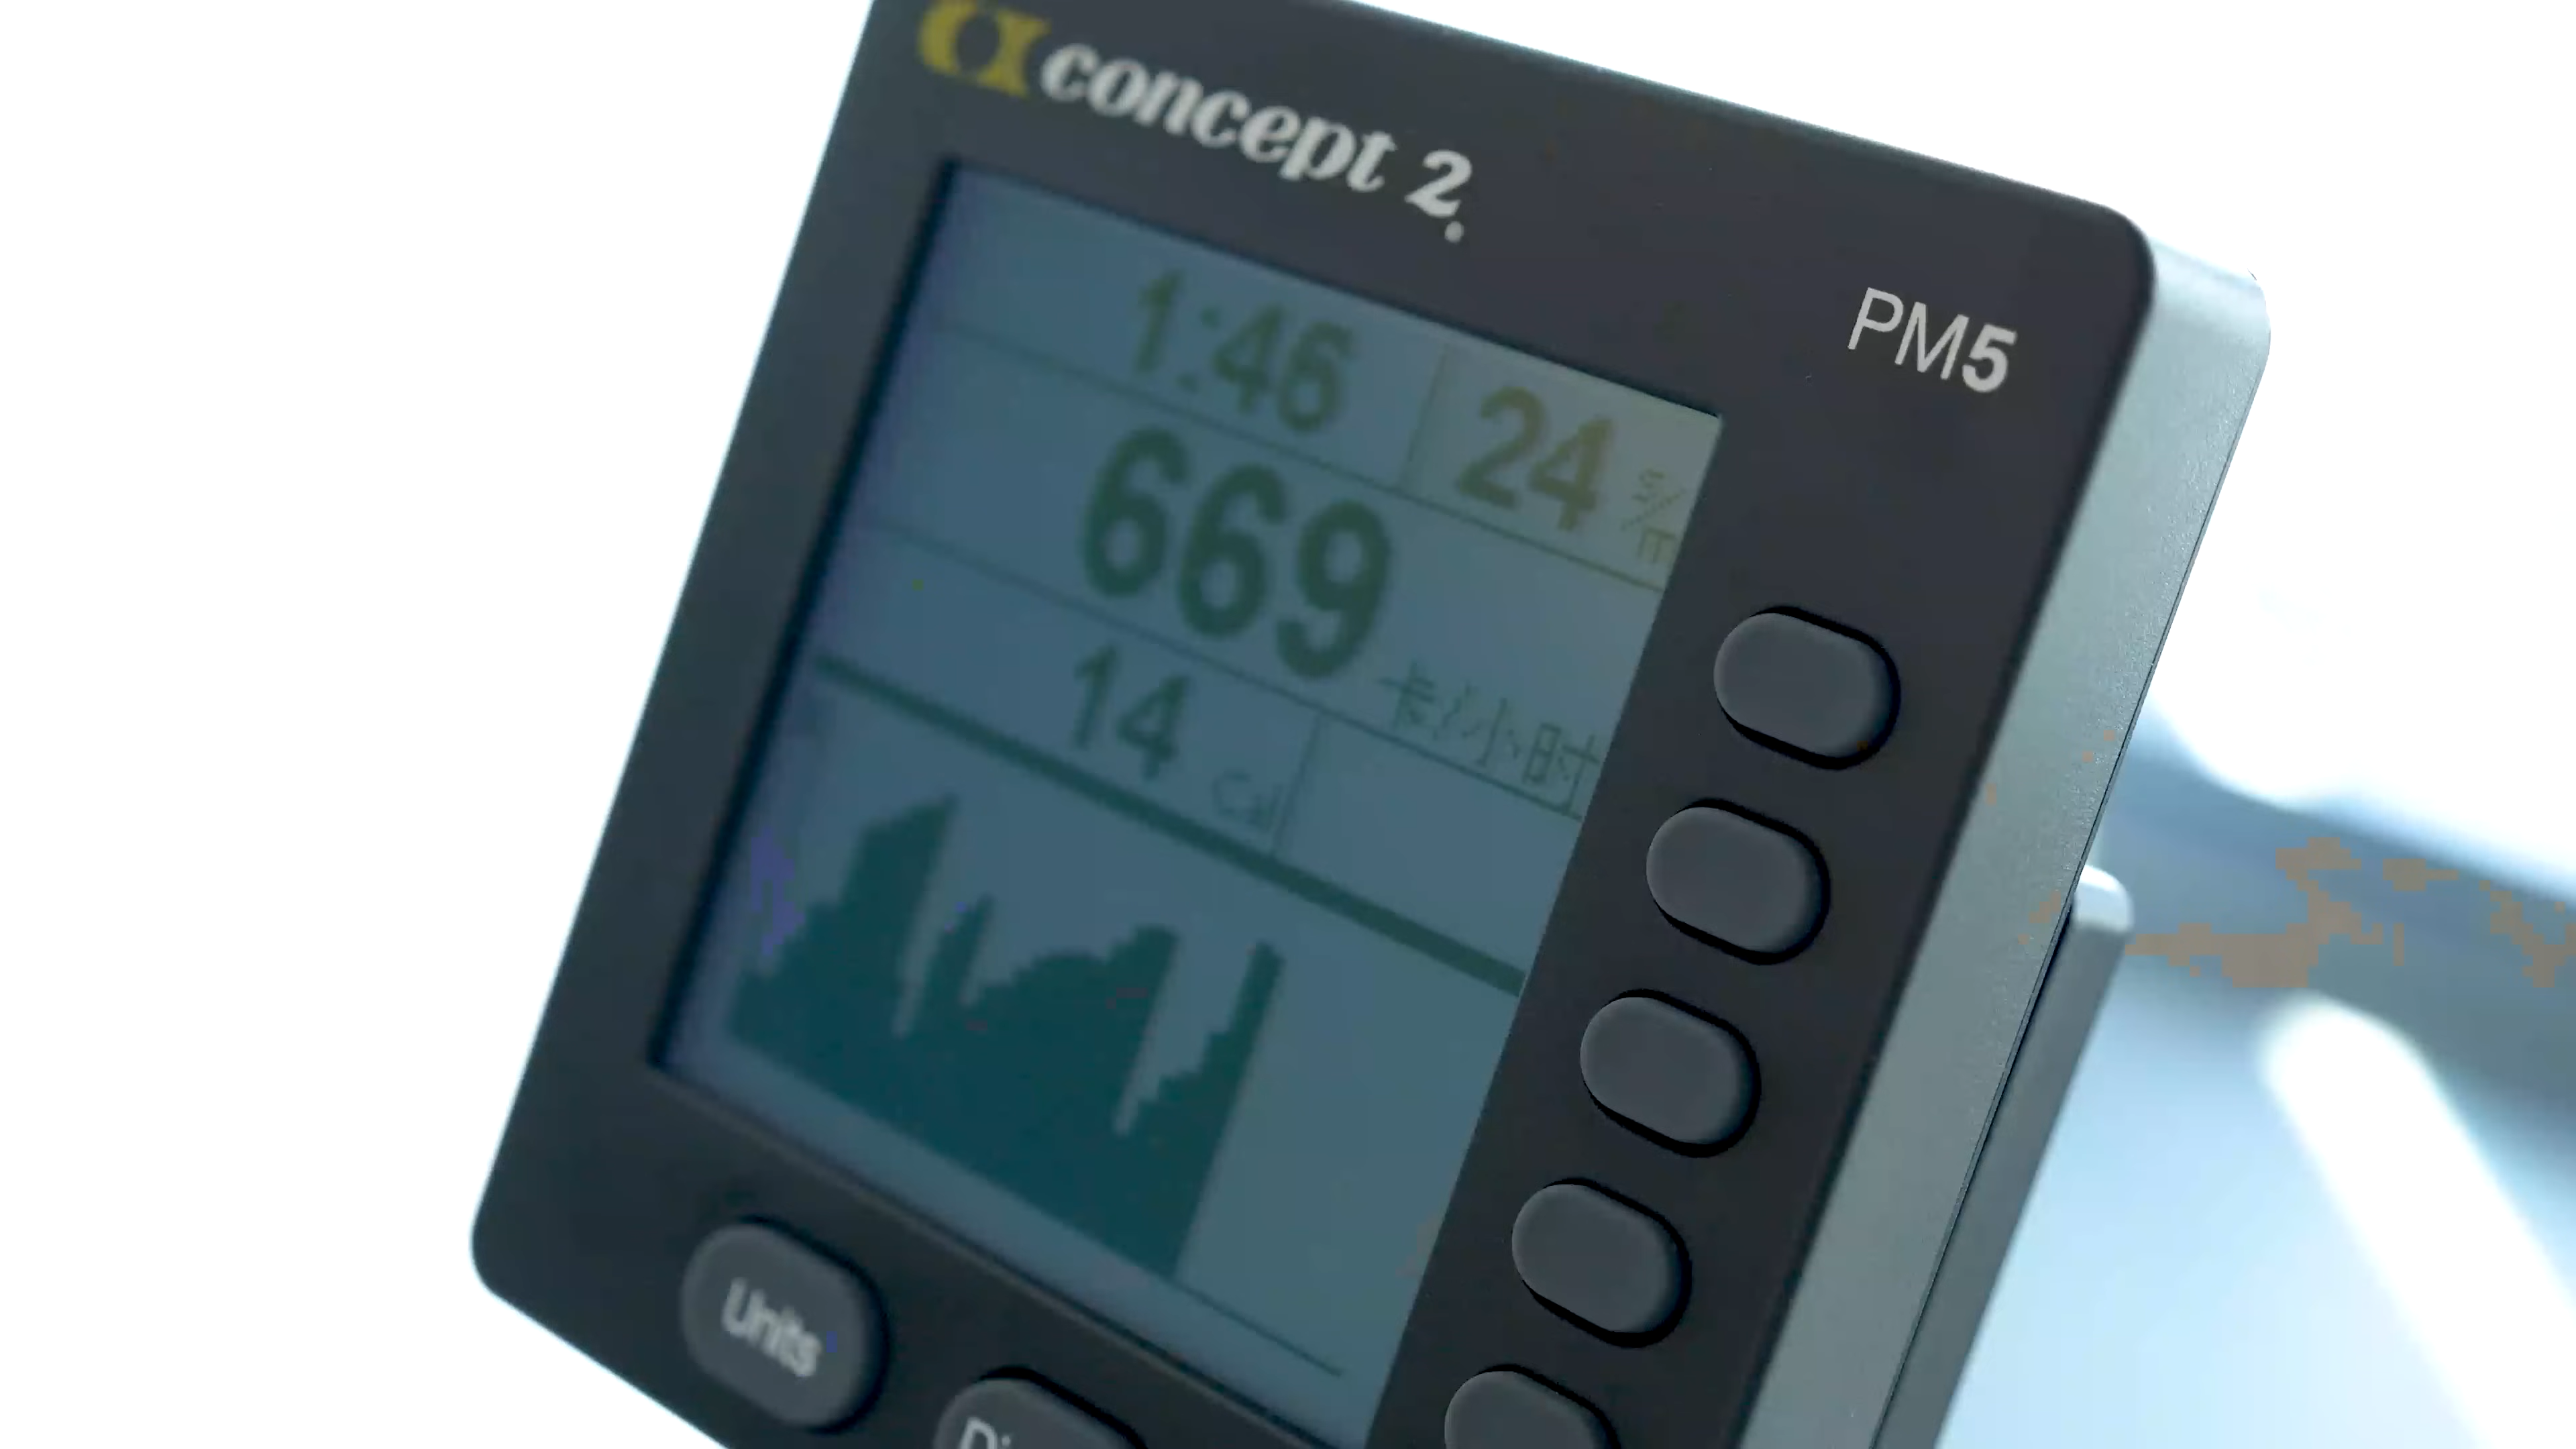 concept 2.
PM5
1:46 24 s/m
669 卡/小时
14 Cal
Units